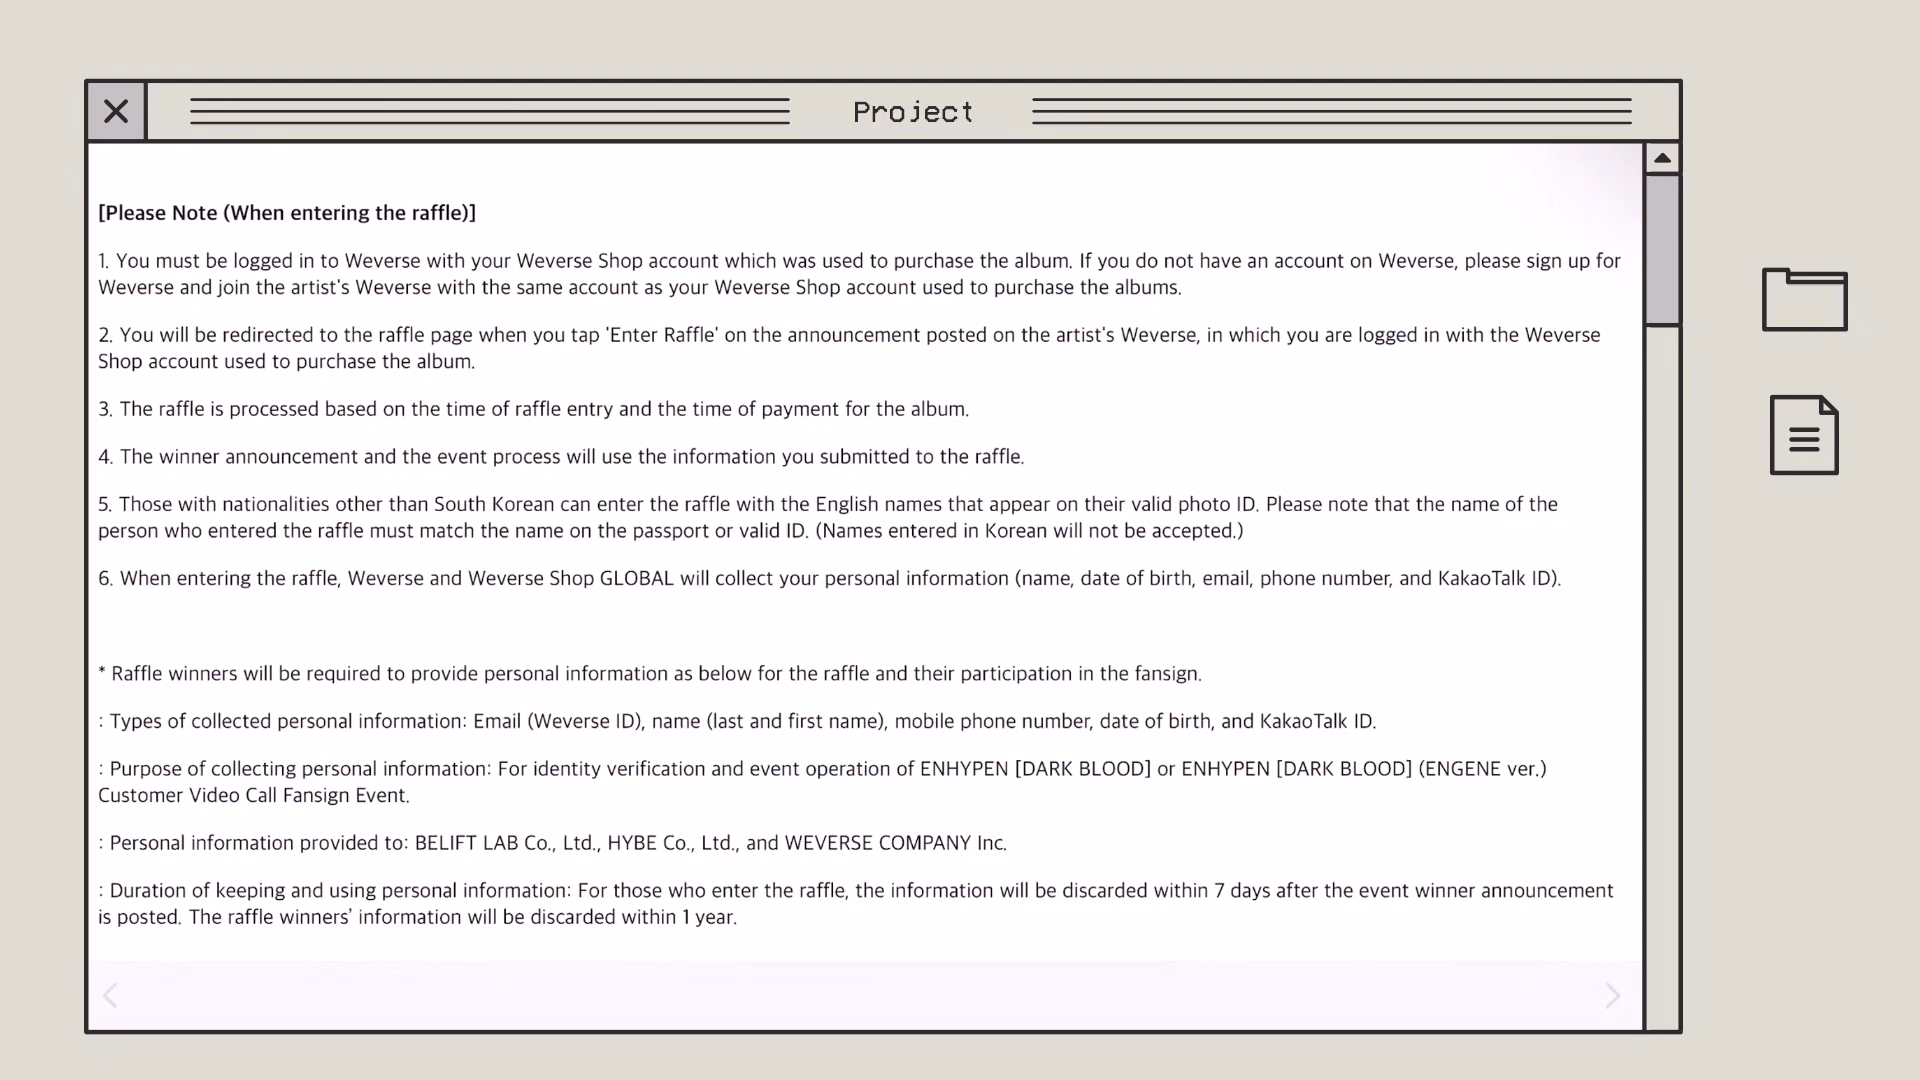 Project
[Please Note (When entering the raffle)]
1. You must be logged in to Weverse with your Weverse Shop account which was used to purchase the album. If you do not have an account on Weverse, please sign up for
Weverse and join the artist's Weverse with the same account as your Weverse Shop account used to purchase the albums.
2. You will be redirected to the raffle page when you tap 'Enter Raffle' on the announcement posted on the artist's Weverse, in which you are logged in with the Weverse
Shop account used to purchase the album.
3. The raffle is processed based on the time of raffle entry and the time of payment for the album.
4. The winner announcement and the event process will use the information you submitted to the raffle.
5. Those with nationalities other than South Korean can enter the raffle with the English names that appear on their valid photo ID. Please note that the name of the
person who entered the raffle must match the name on the passport or valid ID. (Names entered in Korean will not be accepted.)
6. When entering the raffle, Weverse and Weverse Shop GLOBAL will collect your personal information (name, date of birth, email, phone number, and KakaoTalk ID).
* Raffle winners will be required to provide personal information as below for the raffle and their participation in the fansign.
: Types of collected personal information: Email (Weverse ID), name (last and first name), mobile phone number, date of birth, and KakaoTalk ID.
: Purpose of collecting personal information: For identity verification and event operation of ENHYPEN [DARK BLOOD] or ENHYPEN [DARK BLOOD] (ENGENE ver.)
Customer Video Call Fansign Event.
: Personal information provided to: BELIFT LAB Co., Ltd., HYBE Co., Ltd., and WEVERSE COMPANY Inc.
: Duration of keeping and using personal information: For those who enter the raffle, the information will be discarded within 7 days after the event winner announcement
is posted. The raffle winners' information will be discarded within 1 year.